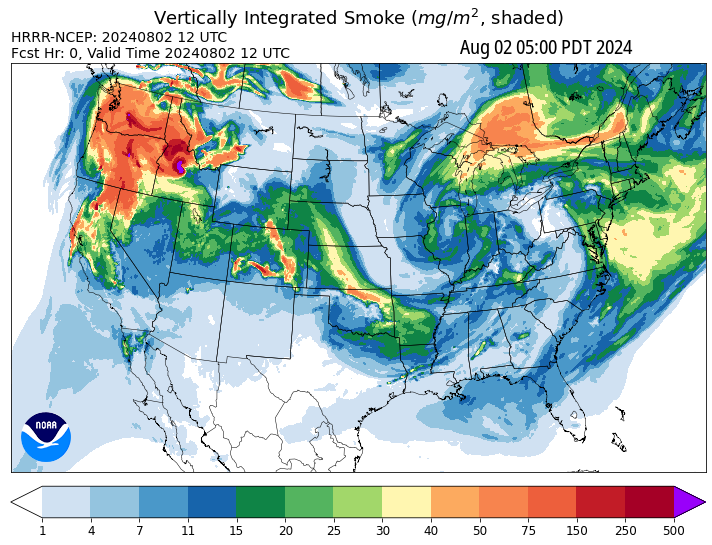 Vertically Integrated Smoke (mg/m², shaded)
HRRR-NCEP: 20240802 12 UTC
Fcst Hr: 0, Valid Time 20240802 12 UTC
Aug 02 05:00 PDT 2024
NOAA
1 4 7 11 15 20 25 30 40 50 75 150 250 500